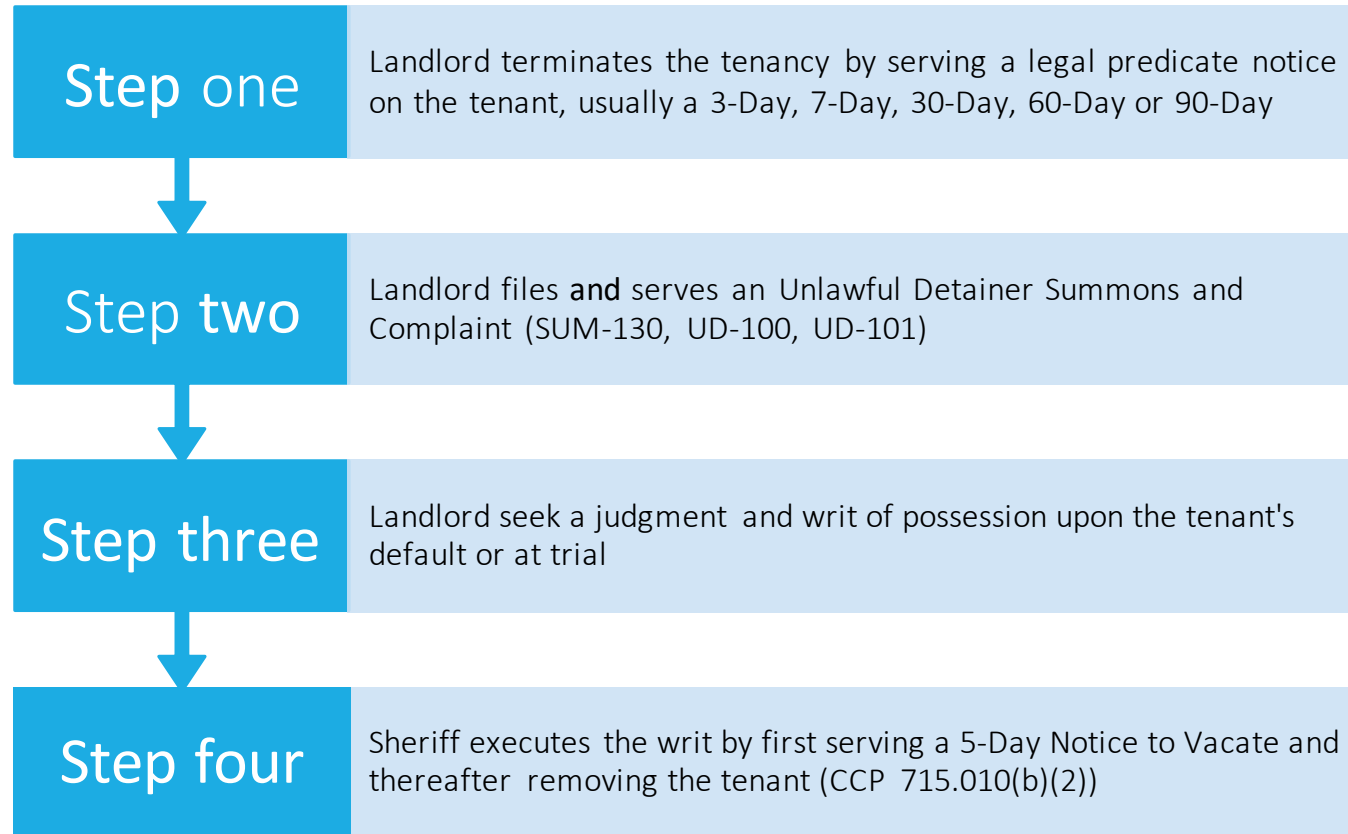 Step one
Landlord terminates the tenancy by serving a legal predicate notice
on the tenant, usually a 3-Day, 7-Day, 30-Day, 60-Day or 90-Day
Step two
Landlord files and serves an Unlawful Detainer Summons and
Complaint (SUM-130, UD-100, UD-101)
Step three
Landlord seek a judgment and writ of possession upon the tenant's
default or at trial
Step four
Sheriff executes the writ by first serving a 5-Day Notice to Vacate and
thereafter removing the tenant (CCP 715.010(b)(2))